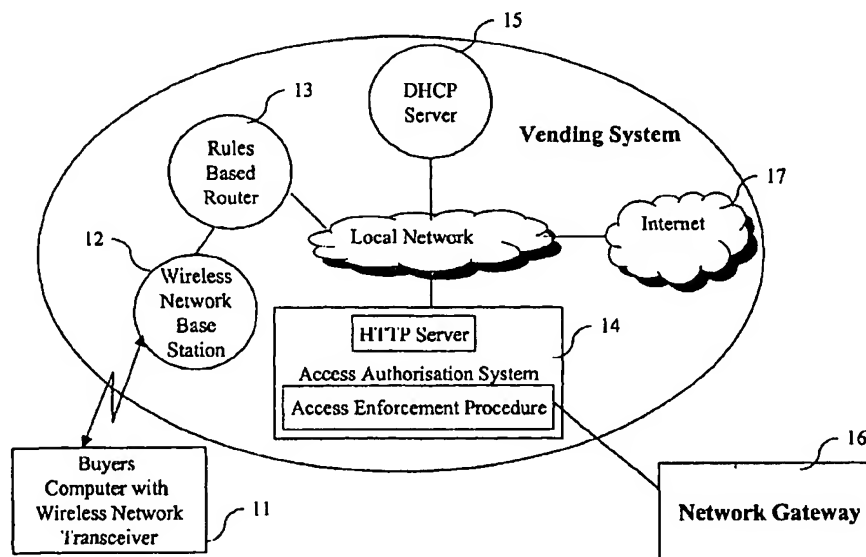 15
DHCP
Server
13
Vending System
Rules
Based
Router
17
Internet
Local Network
12
Wireless
Network
Base
Station
14
HTTP Server
Access Authorisation System
Access Enforcement Procedure
16
Buyers
Computer with
Wireless Network
Transceiver
11
Network Gateway